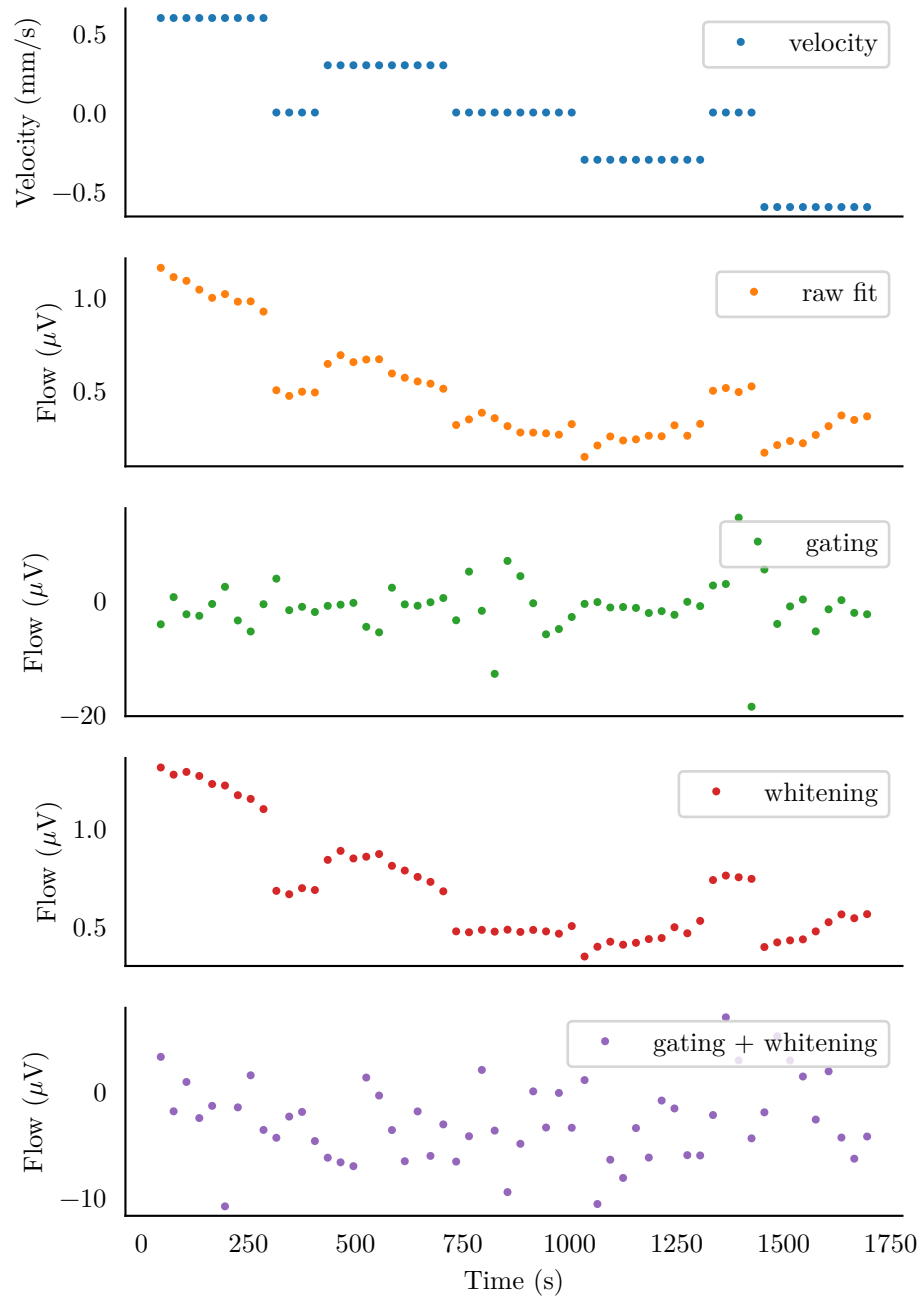 velocity
0.5
0.0
−0.5
Velocity (mm/s)
raw fit
1.0
0.5
Flow (μV)
gating
0
−20
Flow (μV)
whitening
1.0
0.5
Flow (μV)
gating + whitening
0
−10
Flow (μV)
0 250 500 750 1000 1250 1500 1750
Time (s)